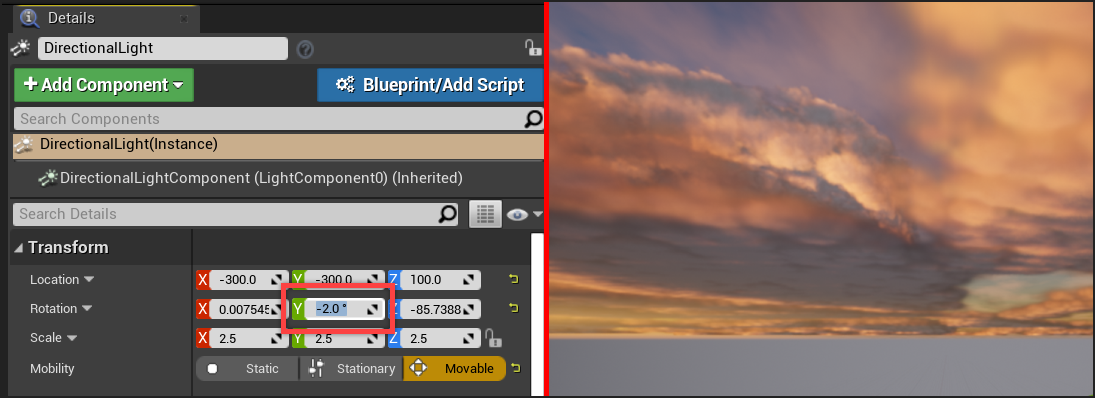 Details
DirectionalLight
+ Add Component
Blueprint/Add Script
Search Components
DirectionalLight(Instance)
DirectionalLightComponent (LightComponent0) (Inherited)
Search Details
Transform
Location X -300.0 Y -300.0 Z 100.0
Rotation X 0.007545 Y -2.0 ° Z -85.7388
Scale X 2.5 Y 2.5 Z 2.5
Mobility Static Stationary Movable